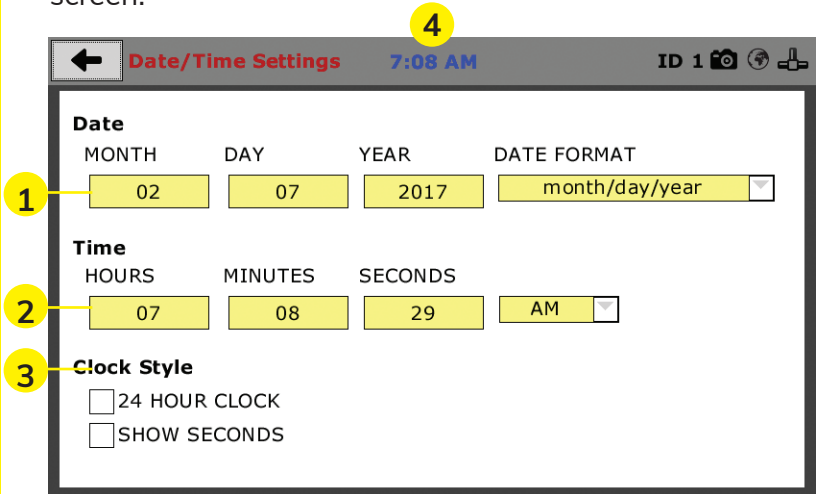 screen.
4
Date/Time Settings 7:08 AM ID 1
Date
MONTH DAY YEAR DATE FORMAT
1 02 07 2017 month/day/year
Time
HOURS MINUTES SECONDS
2 07 08 29 AM
3 Clock Style
24 HOUR CLOCK
SHOW SECONDS